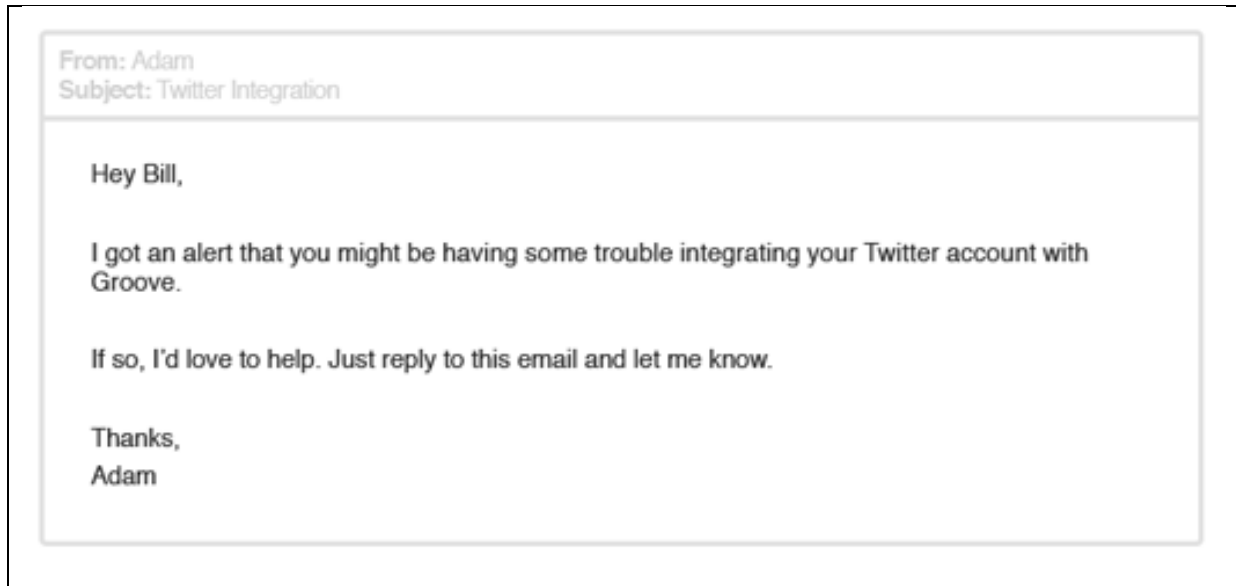 From: Adam
Subject: Twitter Integration
Hey Bill,
I got an alert that you might be having some trouble integrating your Twitter account with
Groove.
If so, I'd love to help. Just reply to this email and let me know.
Thanks,
Adam